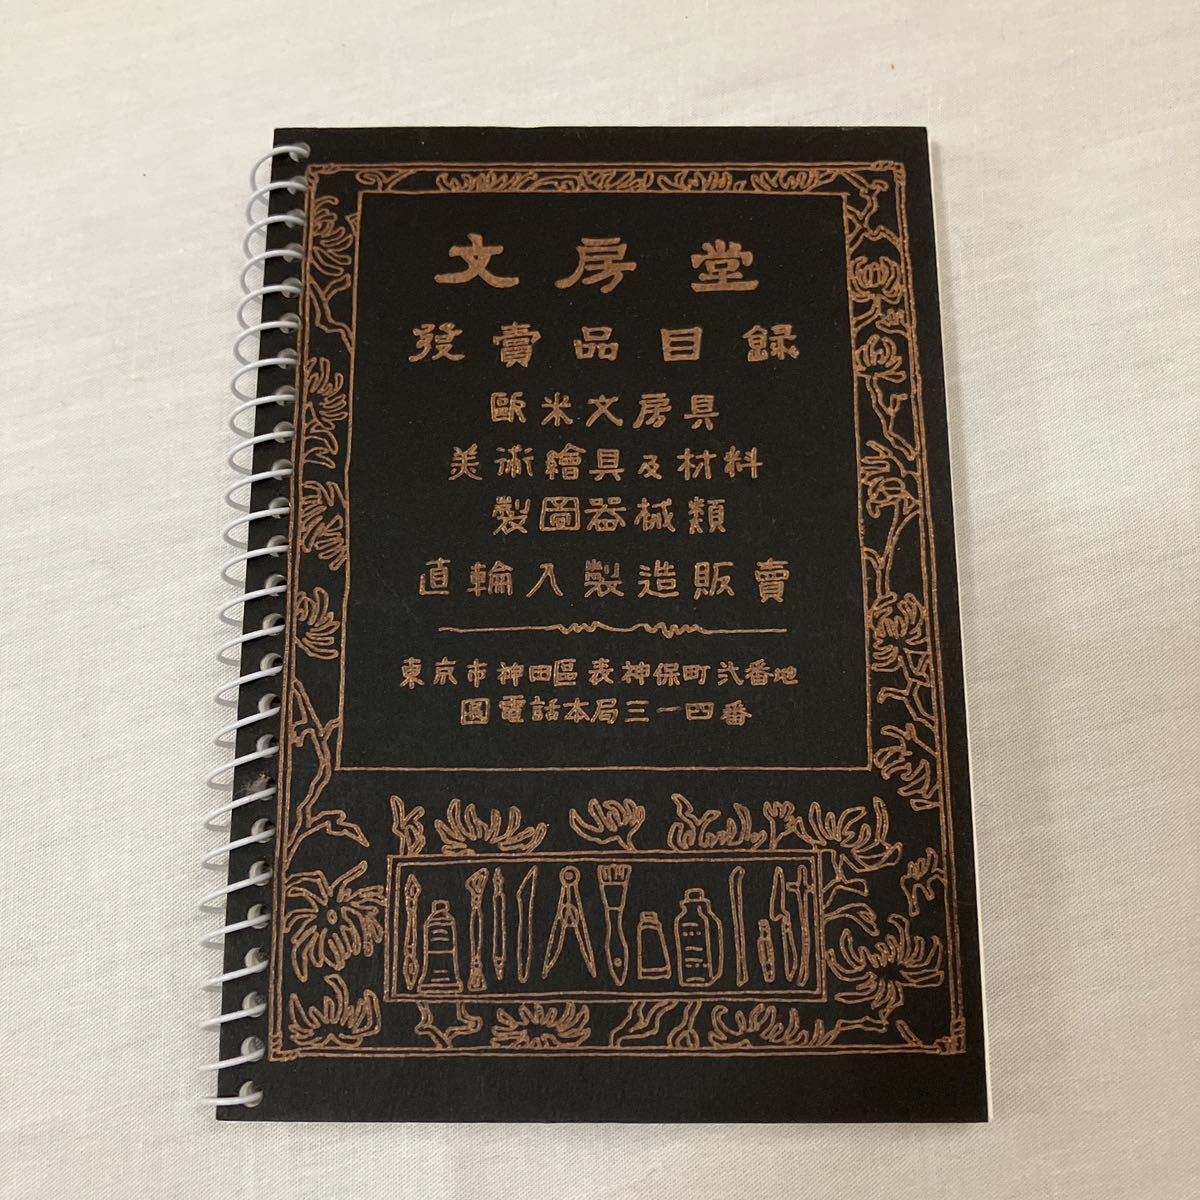 文房堂
發賣品目録
歐米文房具
美術繪具及材料
製圖器械類
直輸入製造販賣
東京市神田區表神保町弐番地
電話本局三一四番